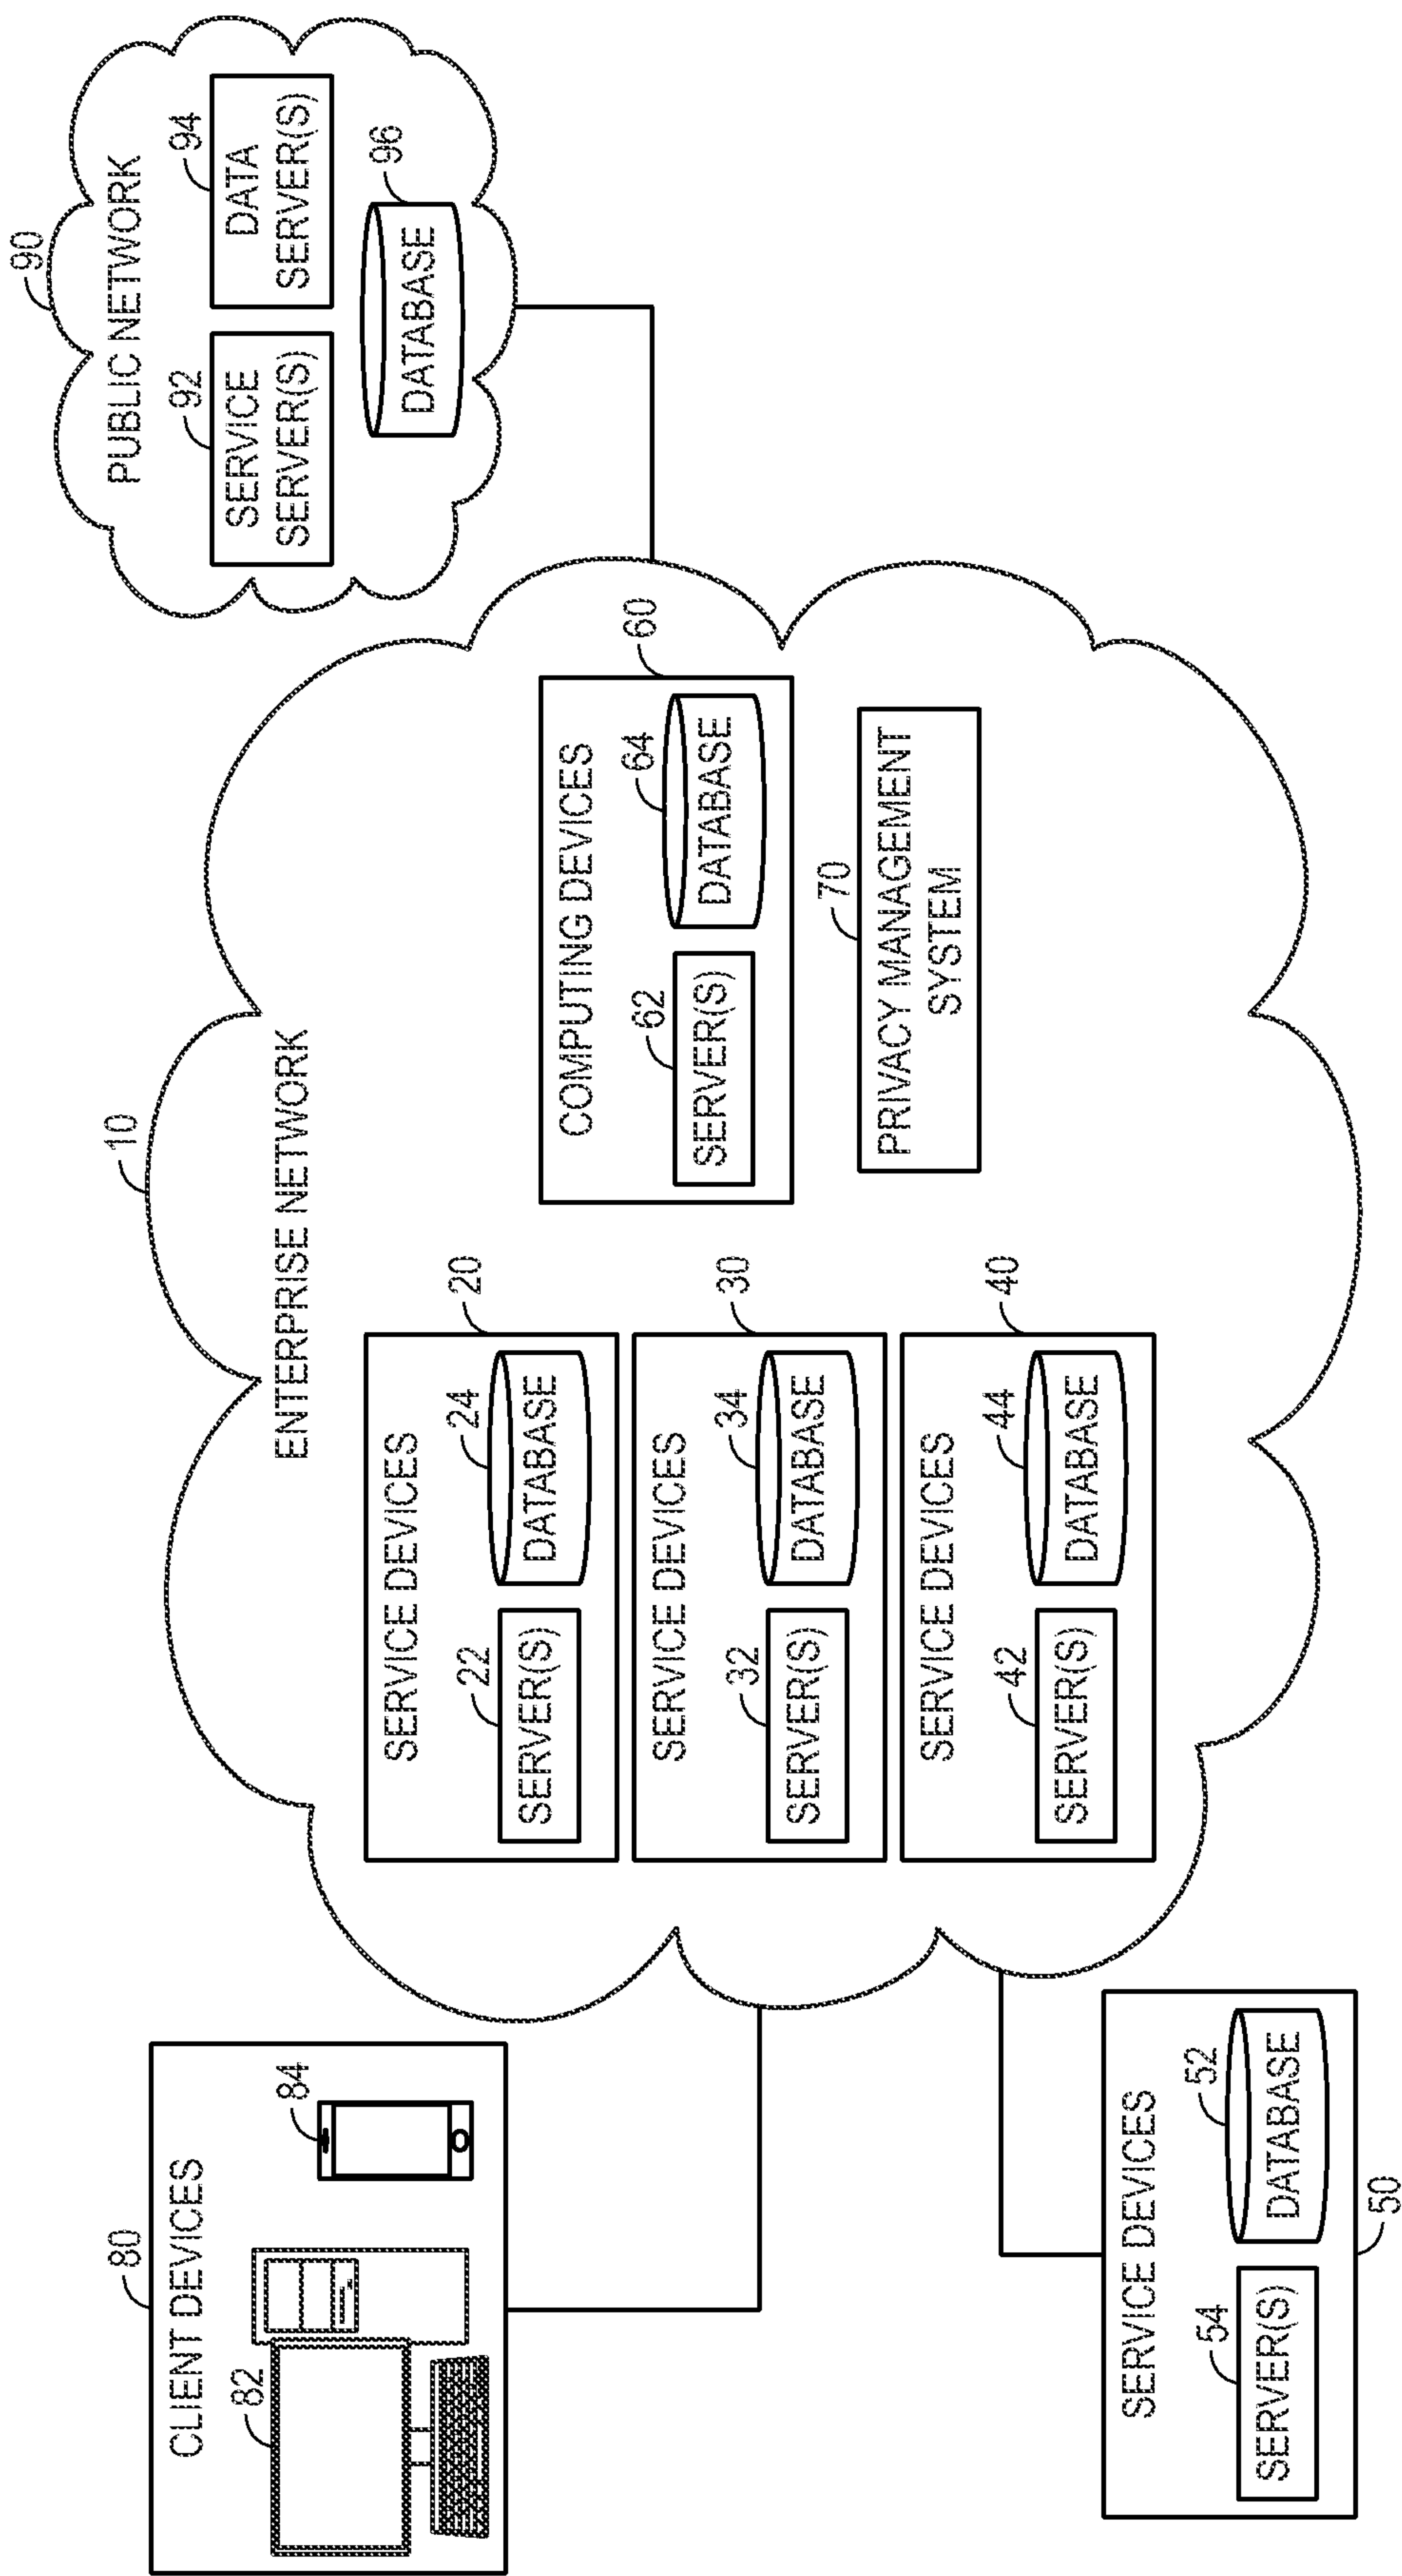 80
CLIENT DEVICES
82
84
10
ENTERPRISE NETWORK
SERVICE DEVICES
20
22
SERVER(S)
24
DATABASE
SERVICE DEVICES
30
32
SERVER(S)
34
DATABASE
SERVICE DEVICES
40
42
SERVER(S)
44
DATABASE
COMPUTING DEVICES
60
62
SERVER(S)
64
DATABASE
70
PRIVACY MANAGEMENT
SYSTEM
90
PUBLIC NETWORK
92
SERVICE
SERVER(S)
94
DATA
SERVER(S)
96
DATABASE
SERVICE DEVICES
54
SERVER(S)
52
DATABASE
50